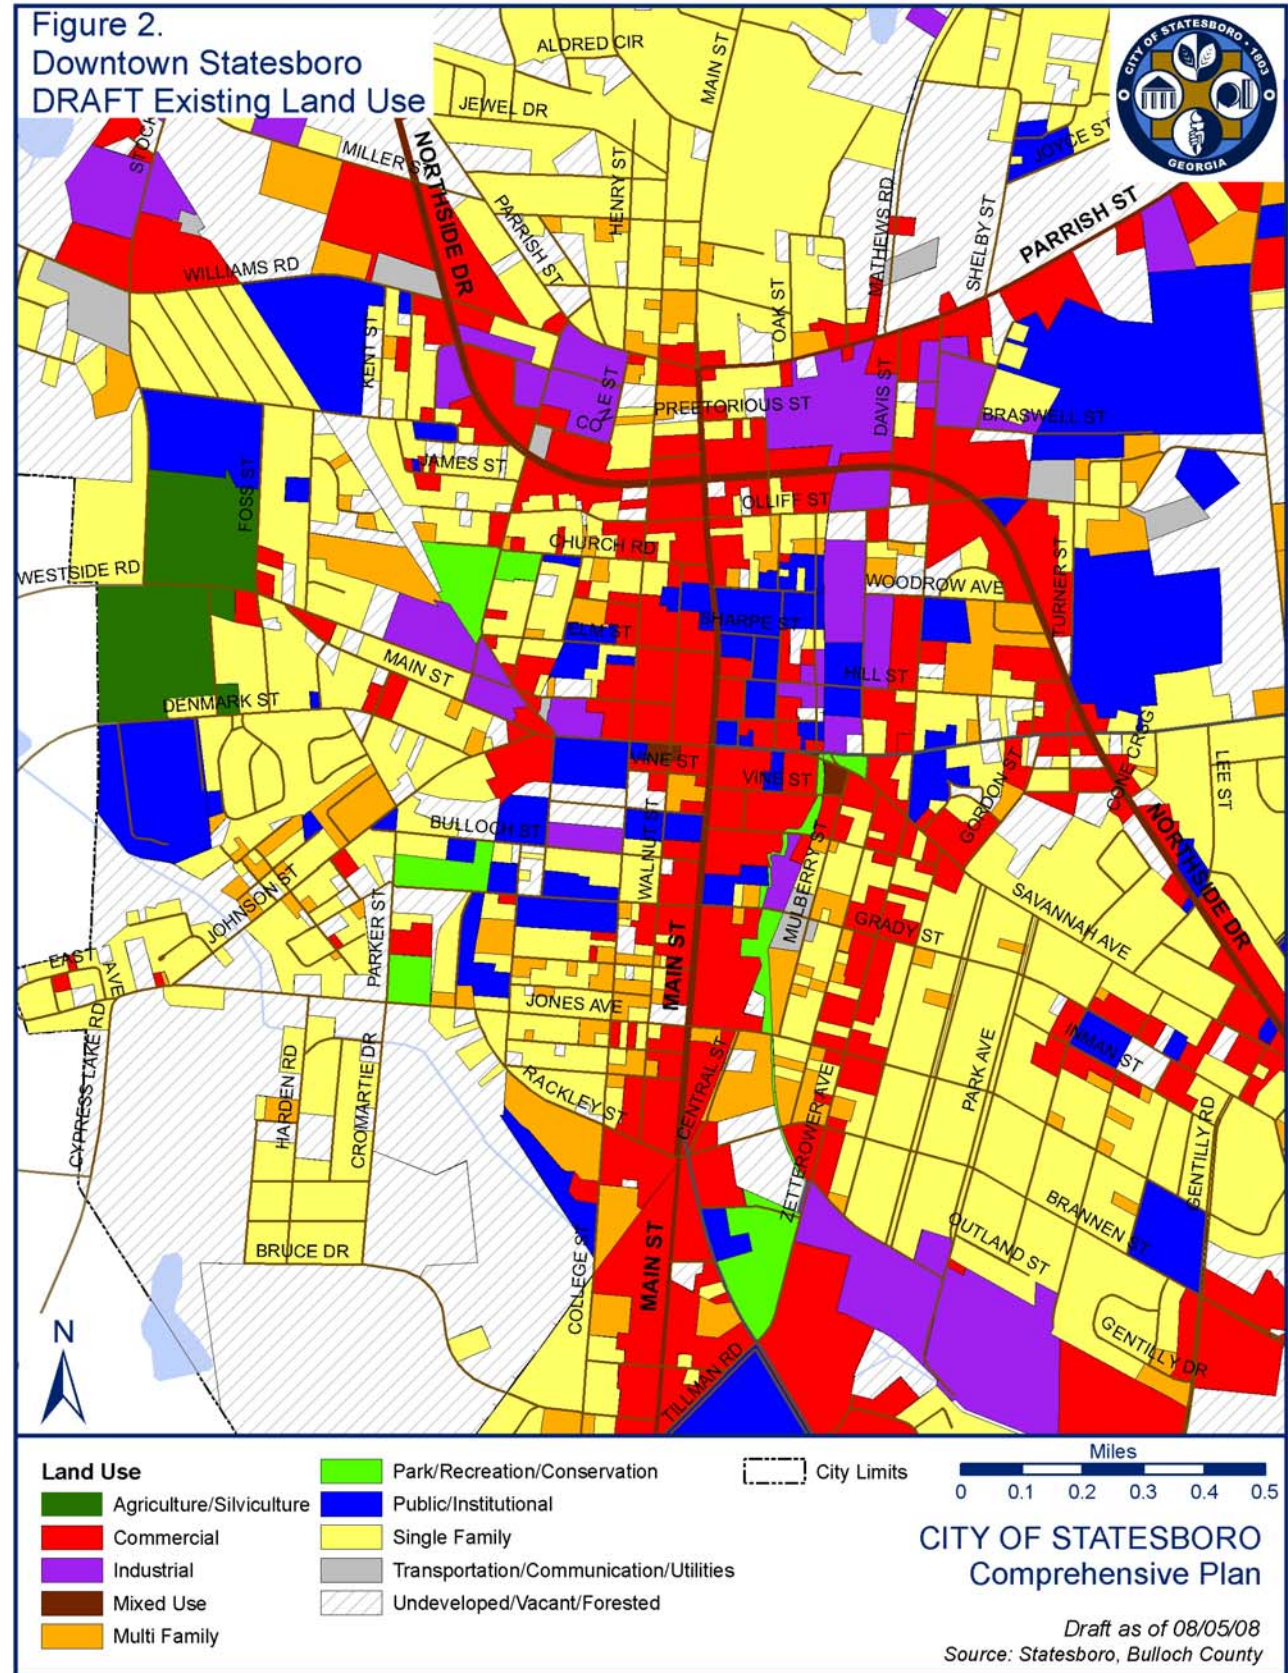 Figure 2.
Downtown Statesboro
DRAFT Existing Land Use
CITY OF STATESBORO • 1803
GEORGIA
ALDRED CIR
MAIN ST
JEWEL DR
JOYCE ST
MILLER
NORTHSIDE DR
HENRY ST
PARRISH ST
MATHEWS RD
SHELBY ST
PARRISH ST
WILLIAMS RD
OAK ST
KENT ST
CONE ST
CO
PREETORIOUS ST
DAVIS ST
BRASWELL ST
JAMES ST
FOSS ST
OLLIFF ST
CHURCH RD
WESTSIDE RD
WOODROW AVE
TURNER ST
ELM ST
SHARPE ST
MAIN ST
HILL ST
DENMARK ST
VINE ST
VINE ST
GORDON ST
CONE CRSG
LEE ST
BULLOCH ST
WALNUT ST
MULBERRY ST
NORTHSIDE DR
JOHNSON ST
PARKER ST
SAVANNAH AVE
GRADY ST
EAST
AVE
MAIN ST
JONES AVE
CYPRESS LAKE RD
HARDEN RD
CROMARTIE DR
RACKLEY ST
CENTRAL ST
ZETTEROWER AVE
PARK AVE
INMAN ST
GENTILLY RD
BRANNEN ST
OUTLAND ST
BRUCE DR
COLLEGE ST
MAIN ST
GENTILLY DR
TILLMAN RD
N
Land Use
Agriculture/Silviculture
Commercial
Industrial
Mixed Use
Multi Family
Park/Recreation/Conservation
Public/Institutional
Single Family
Transportation/Communication/Utilities
Undeveloped/Vacant/Forested
City Limits
Miles
0 0.1 0.2 0.3 0.4 0.5
CITY OF STATESBORO
Comprehensive Plan
Draft as of 08/05/08
Source: Statesboro, Bulloch County